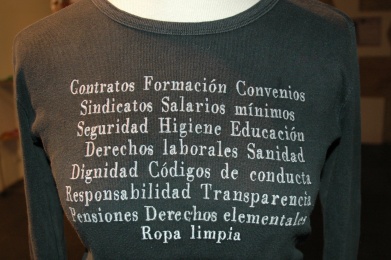 Contratos Formación Convenios
Sindicatos Salarios mínimos
Seguridad Higiene Educación
Derechos laborales Sanidad
Dignidad Códigos de conducta
Responsabilidad Transparencia
Pensiones Derechos elementales
Ropa limpia